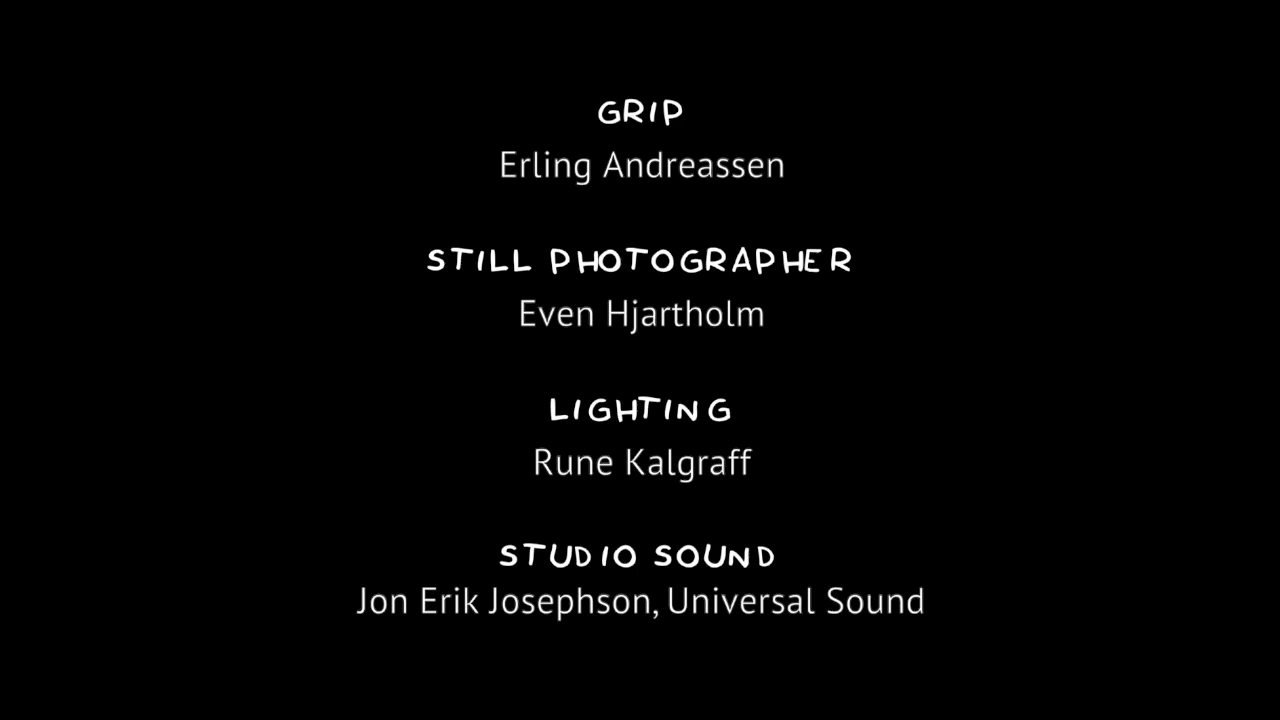 GRIP
Erling Andreassen
STILL PHOTOGRAPHER
Even Hjartholm
LIGHTING
Rune Kalgraff
STUDIO SOUND
Jon Erik Josephson, Universal Sound